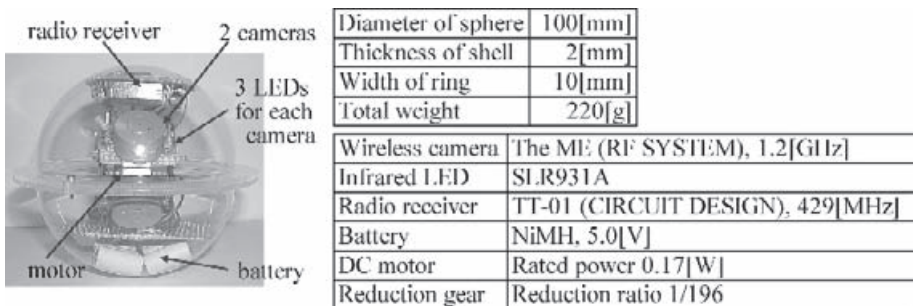 radio receiver
2 cameras
3 LEDs
for each
camera
motor
battery
Diameter of sphere 100[mm]
Thickness of shell 2[mm]
Width of ring 10[mm]
Total weight 220[g]
Wireless camera The ME (RF SYSTEM), 1.2[GHz]
Infrared LED SLR931A
Radio receiver TT-01 (CIRCUIT DESIGN), 429[MHz]
Battery NiMH, 5.0[V]
DC motor Rated power 0.17[W]
Reduction gear Reduction ratio 1/196